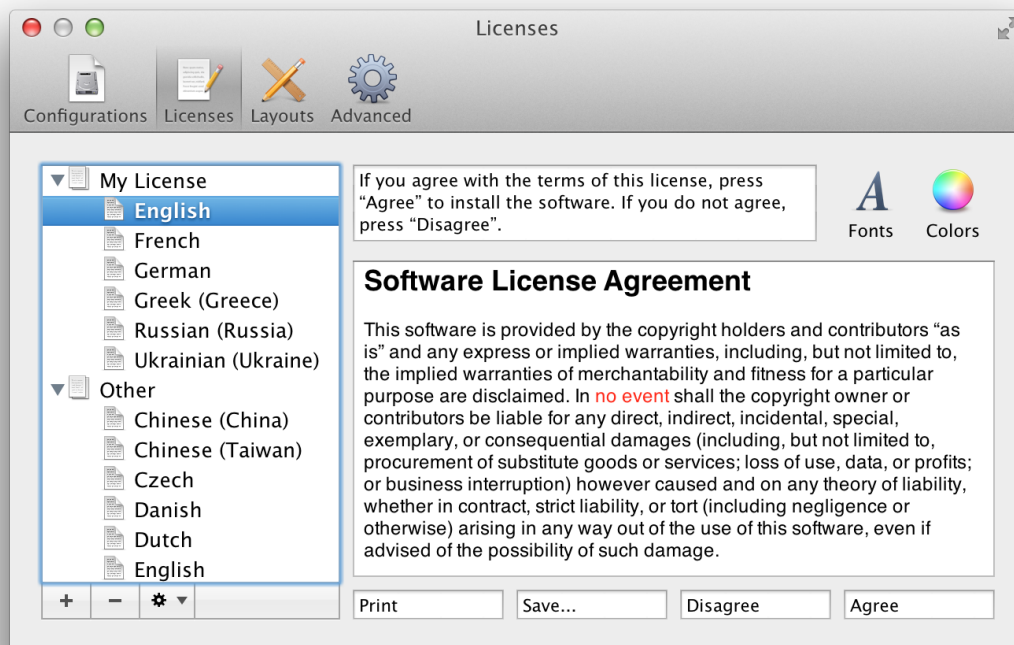 Licenses
Configurations
Licenses
Layouts
Advanced
My License
English
French
German
Greek (Greece)
Russian (Russia)
Ukrainian (Ukraine)
Other
Chinese (China)
Chinese (Taiwan)
Czech
Danish
Dutch
English
If you agree with the terms of this license, press
“Agree” to install the software. If you do not agree,
press “Disagree”.
Fonts
Colors
Software License Agreement
This software is provided by the copyright holders and contributors “as
is” and any express or implied warranties, including, but not limited to,
the implied warranties of merchantability and fitness for a particular
purpose are disclaimed. In no event shall the copyright owner or
contributors be liable for any direct, indirect, incidental, special,
exemplary, or consequential damages (including, but not limited to,
procurement of substitute goods or services; loss of use, data, or profits;
or business interruption) however caused and on any theory of liability,
whether in contract, strict liability, or tort (including negligence or
otherwise) arising in any way out of the use of this software, even if
advised of the possibility of such damage.
Print
Save...
Disagree
Agree